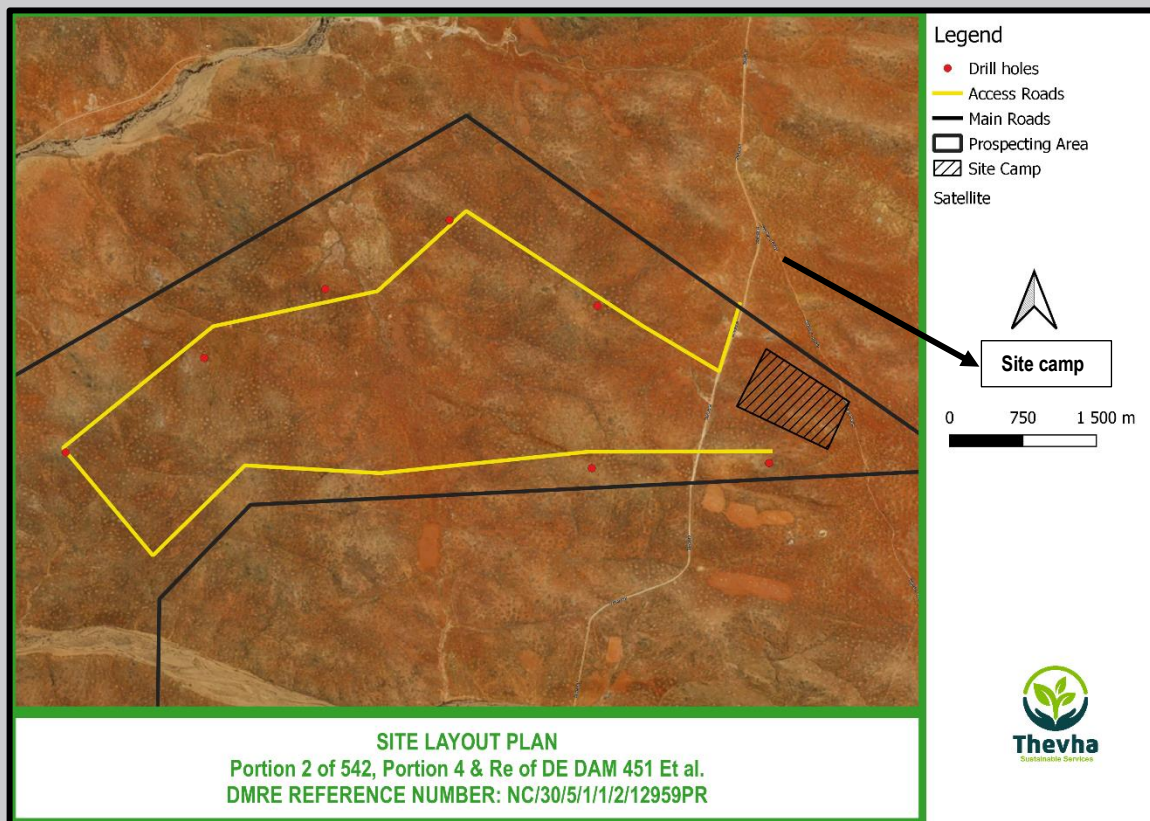 Legend
Drill holes
Access Roads
Main Roads
Prospecting Area
Site Camp
Satellite
Site camp
0 750 1 500 m
SITE LAYOUT PLAN
Portion 2 of 542, Portion 4 & Re of DE DAM 451 Et al.
DMRE REFERENCE NUMBER: NC/30/5/1/1/2/12959PR
Thevha
Sustainable Services